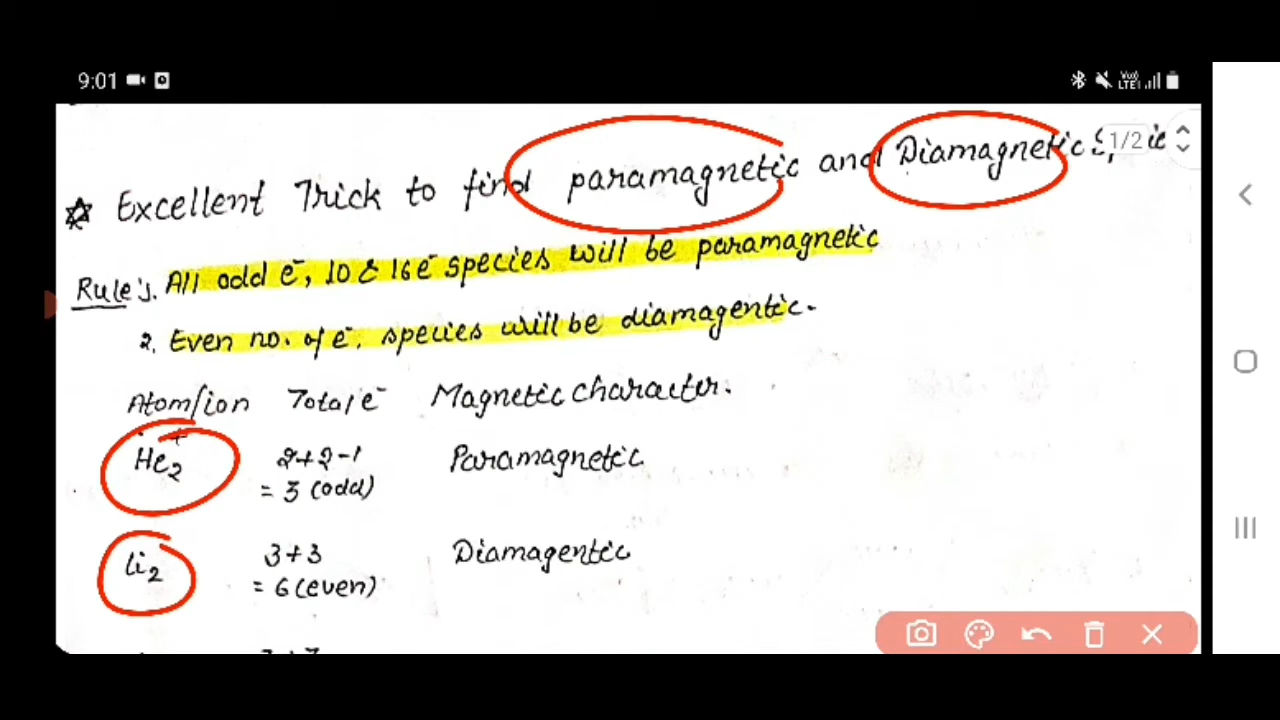 9:01
VoLTE
1/2
Excellent Trick to find paramagnetic and Diamagnetic
Rule's. All odd e-, 10 & 16 e- species will be paramagnetic
2. Even no. of e-. species will be diamagentic.
Atom/ion Total e- Magnetic character.
He2+ 2+2-1 Paramagnetic
= 3 (odd)
Li2 3+3 Diamagentic
= 6 (even)